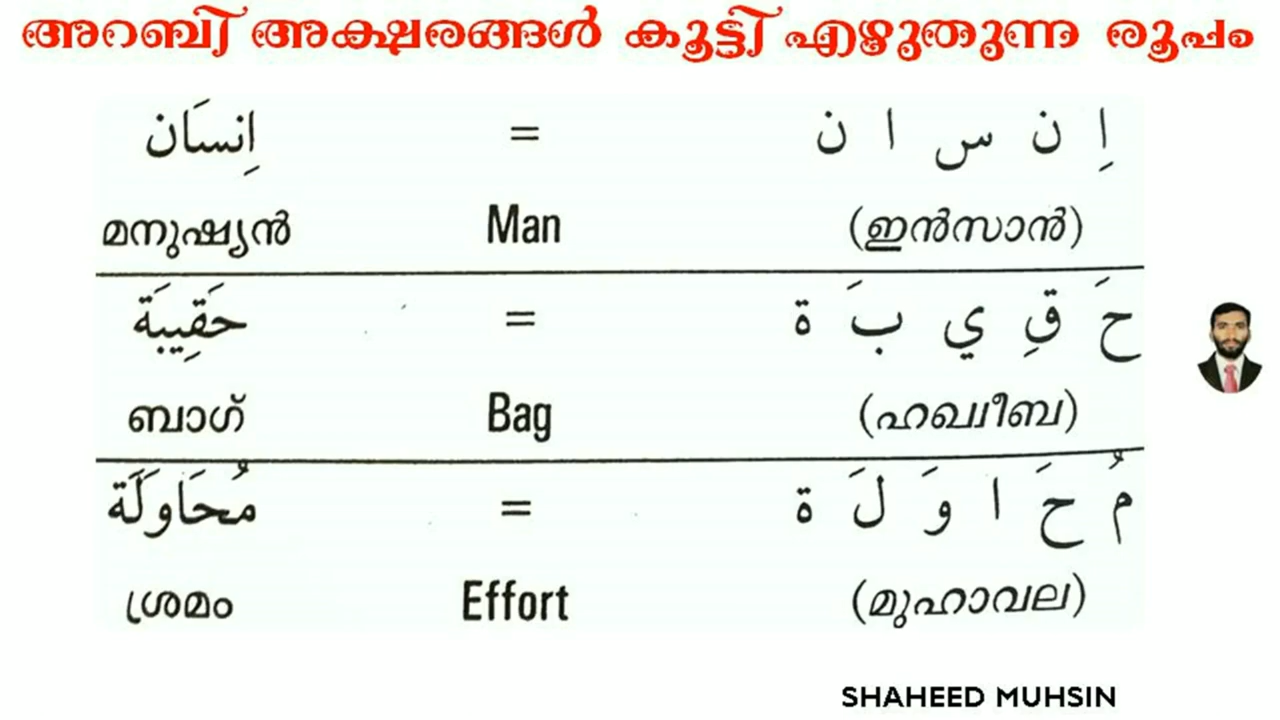 അറബി അക്ഷരങ്ങൾ കൂട്ടി എഴുതുന്ന രൂപം
اِنسَان = اِ ن س ا ن
മനുഷ്യൻ Man (ഇൻസാൻ)
حَقِيبَة = حَ قِ ي بَ ة
ബാഗ് Bag (ഹഖീബ)
مُحَاوَلَة = مُ حَ ا وَ لَ ة
ശ്രമം Effort (മുഹാവല)
SHAHEED MUHSIN